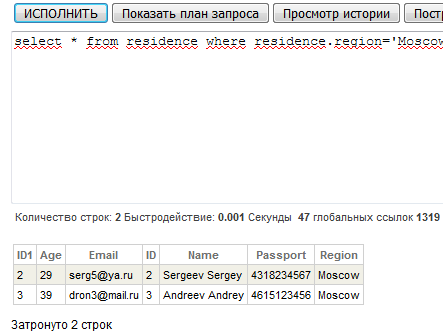 ИСПОЛНИТЬ Показать план запроса Просмотр истории Постр
select * from residence where residence.region='Moscow
Количество строк: 2 Быстродействие: 0.001 Секунды 47 глобальных ссылок 1319
ID1 Age Email ID Name Passport Region
2 29 serg5@ya.ru 2 Sergeev Sergey 4318234567 Moscow
3 39 dron3@mail.ru 3 Andreev Andrey 4615123456 Moscow
Затронуто 2 строк